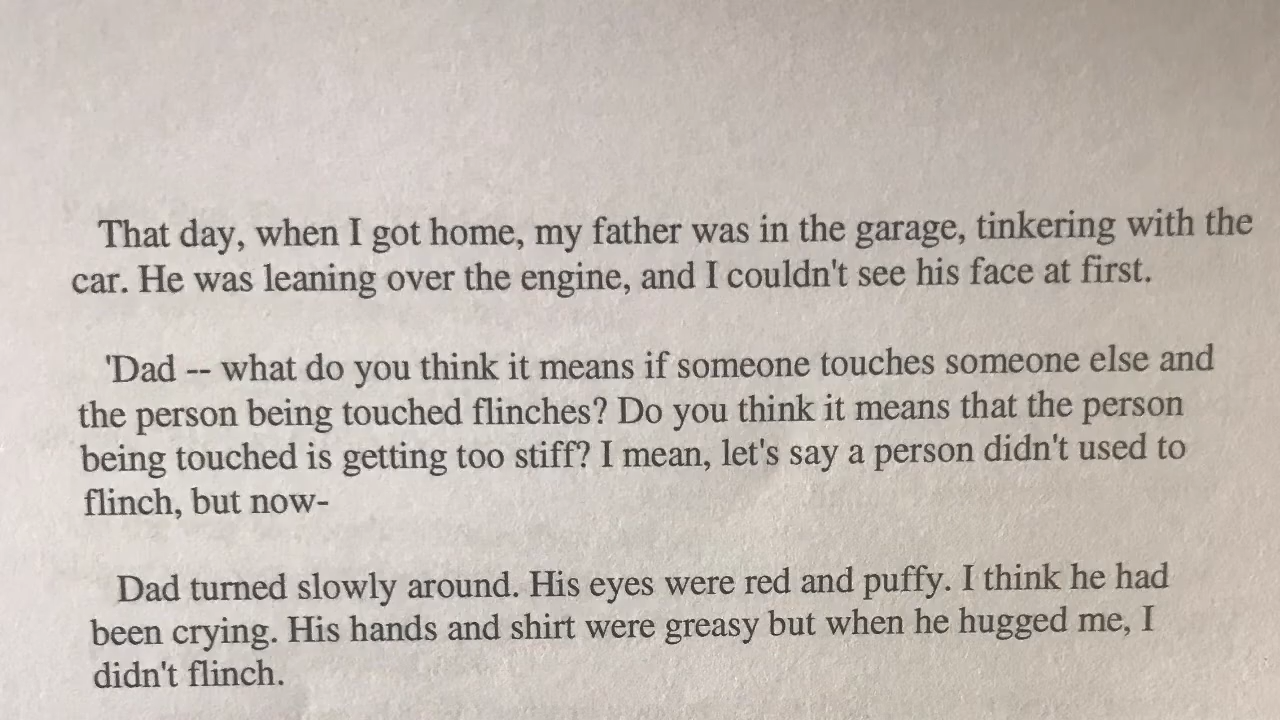 That day, when I got home, my father was in the garage, tinkering with the
car. He was leaning over the engine, and I couldn't see his face at first.
'Dad -- what do you think it means if someone touches someone else and
the person being touched flinches? Do you think it means that the person
being touched is getting too stiff? I mean, let's say a person didn't used to
flinch, but now-
Dad turned slowly around. His eyes were red and puffy. I think he had
been crying. His hands and shirt were greasy but when he hugged me, I
didn't flinch.